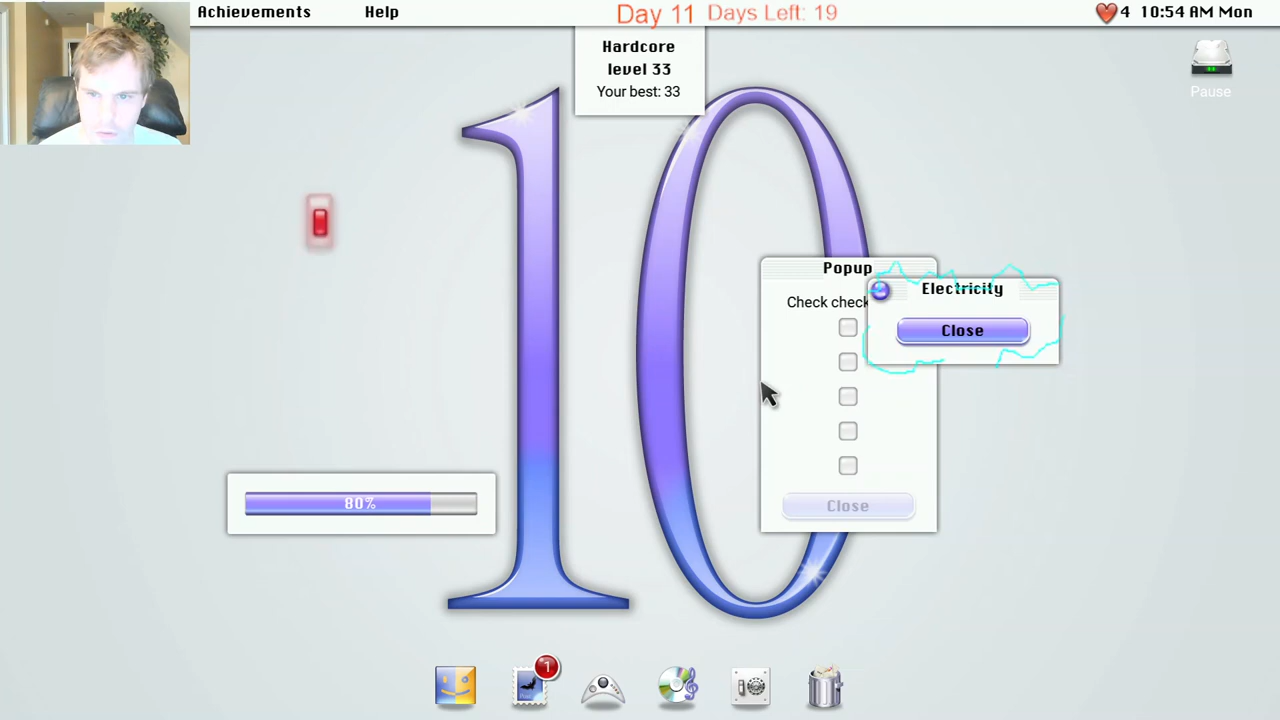 Achievements Help Day 11 Days Left: 19 4 10:54 AM Mon
Hardcore
level 33
Your best: 33
Pause
10
Popup
Electricity
Check check
Close
80%
Close
1